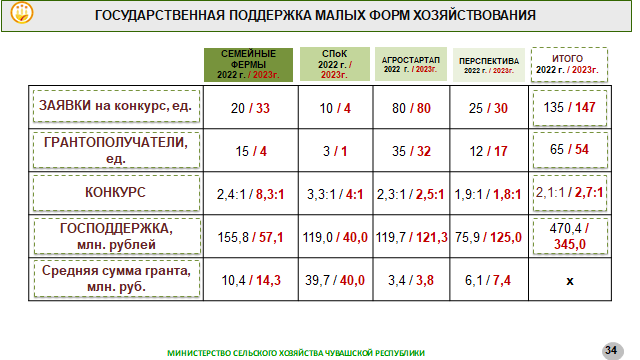 ГОСУДАРСТВЕННАЯ ПОДДЕРЖКА МАЛЫХ ФОРМ ХОЗЯЙСТВОВАНИЯ
СЕМЕЙНЫЕ ФЕРМЫ 2022 г. / 2023г.
СПоК 2022 г. / 2023г.
АГРОСТАРТАП 2022 г. / 2023г.
ПЕРСПЕКТИВА 2022 г. / 2023г.
ИТОГО 2022 г. / 2023г.
ЗАЯВКИ на конкурс, ед. 20 / 33 10 / 4 80 / 80 25 / 30 135 / 147
ГРАНТОПОЛУЧАТЕЛИ, ед. 15 / 4 3 / 1 35 / 32 12 / 17 65 / 54
КОНКУРС 2,4:1 / 8,3:1 3,3:1 / 4:1 2,3:1 / 2,5:1 1,9:1 / 1,8:1 2,1:1 / 2,7:1
ГОСПОДДЕРЖКА, млн. рублей 155,8 / 57,1 119,0 / 40,0 119,7 / 121,3 75,9 / 125,0 470,4 / 345,0
Средняя сумма гранта, млн. руб. 10,4 / 14,3 39,7 / 40,0 3,4 / 3,8 6,1 / 7,4 х
МИНИСТЕРСТВО СЕЛЬСКОГО ХОЗЯЙСТВА ЧУВАШСКОЙ РЕСПУБЛИКИ
34